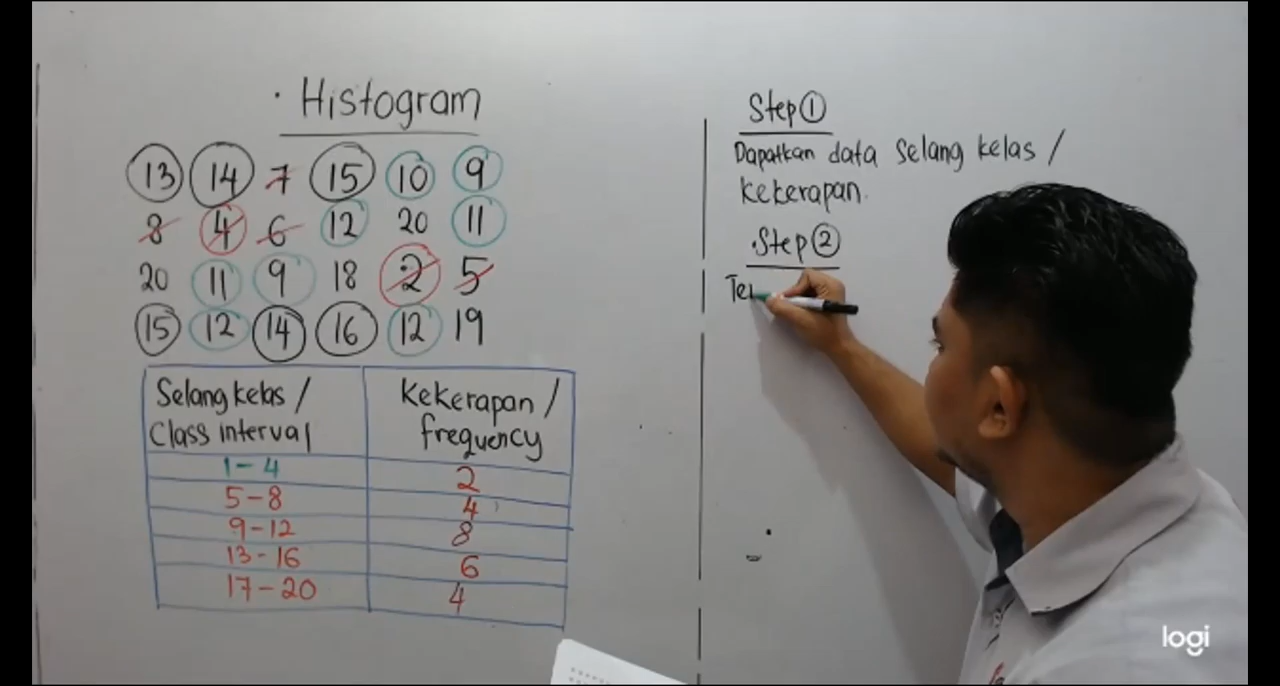 Histogram
13 14 7 15 10 9
8 4 6 12 20 11
20 11 9 18 2 5
15 12 14 16 12 19
Selang kelas / Kekerapan /
Class interval frequency
1-4 2
5-8 4
9-12 8
13-16 6
17-20 4
Step ①
Dapatkan data selang kelas /
kekerapan.
Step ②
logi